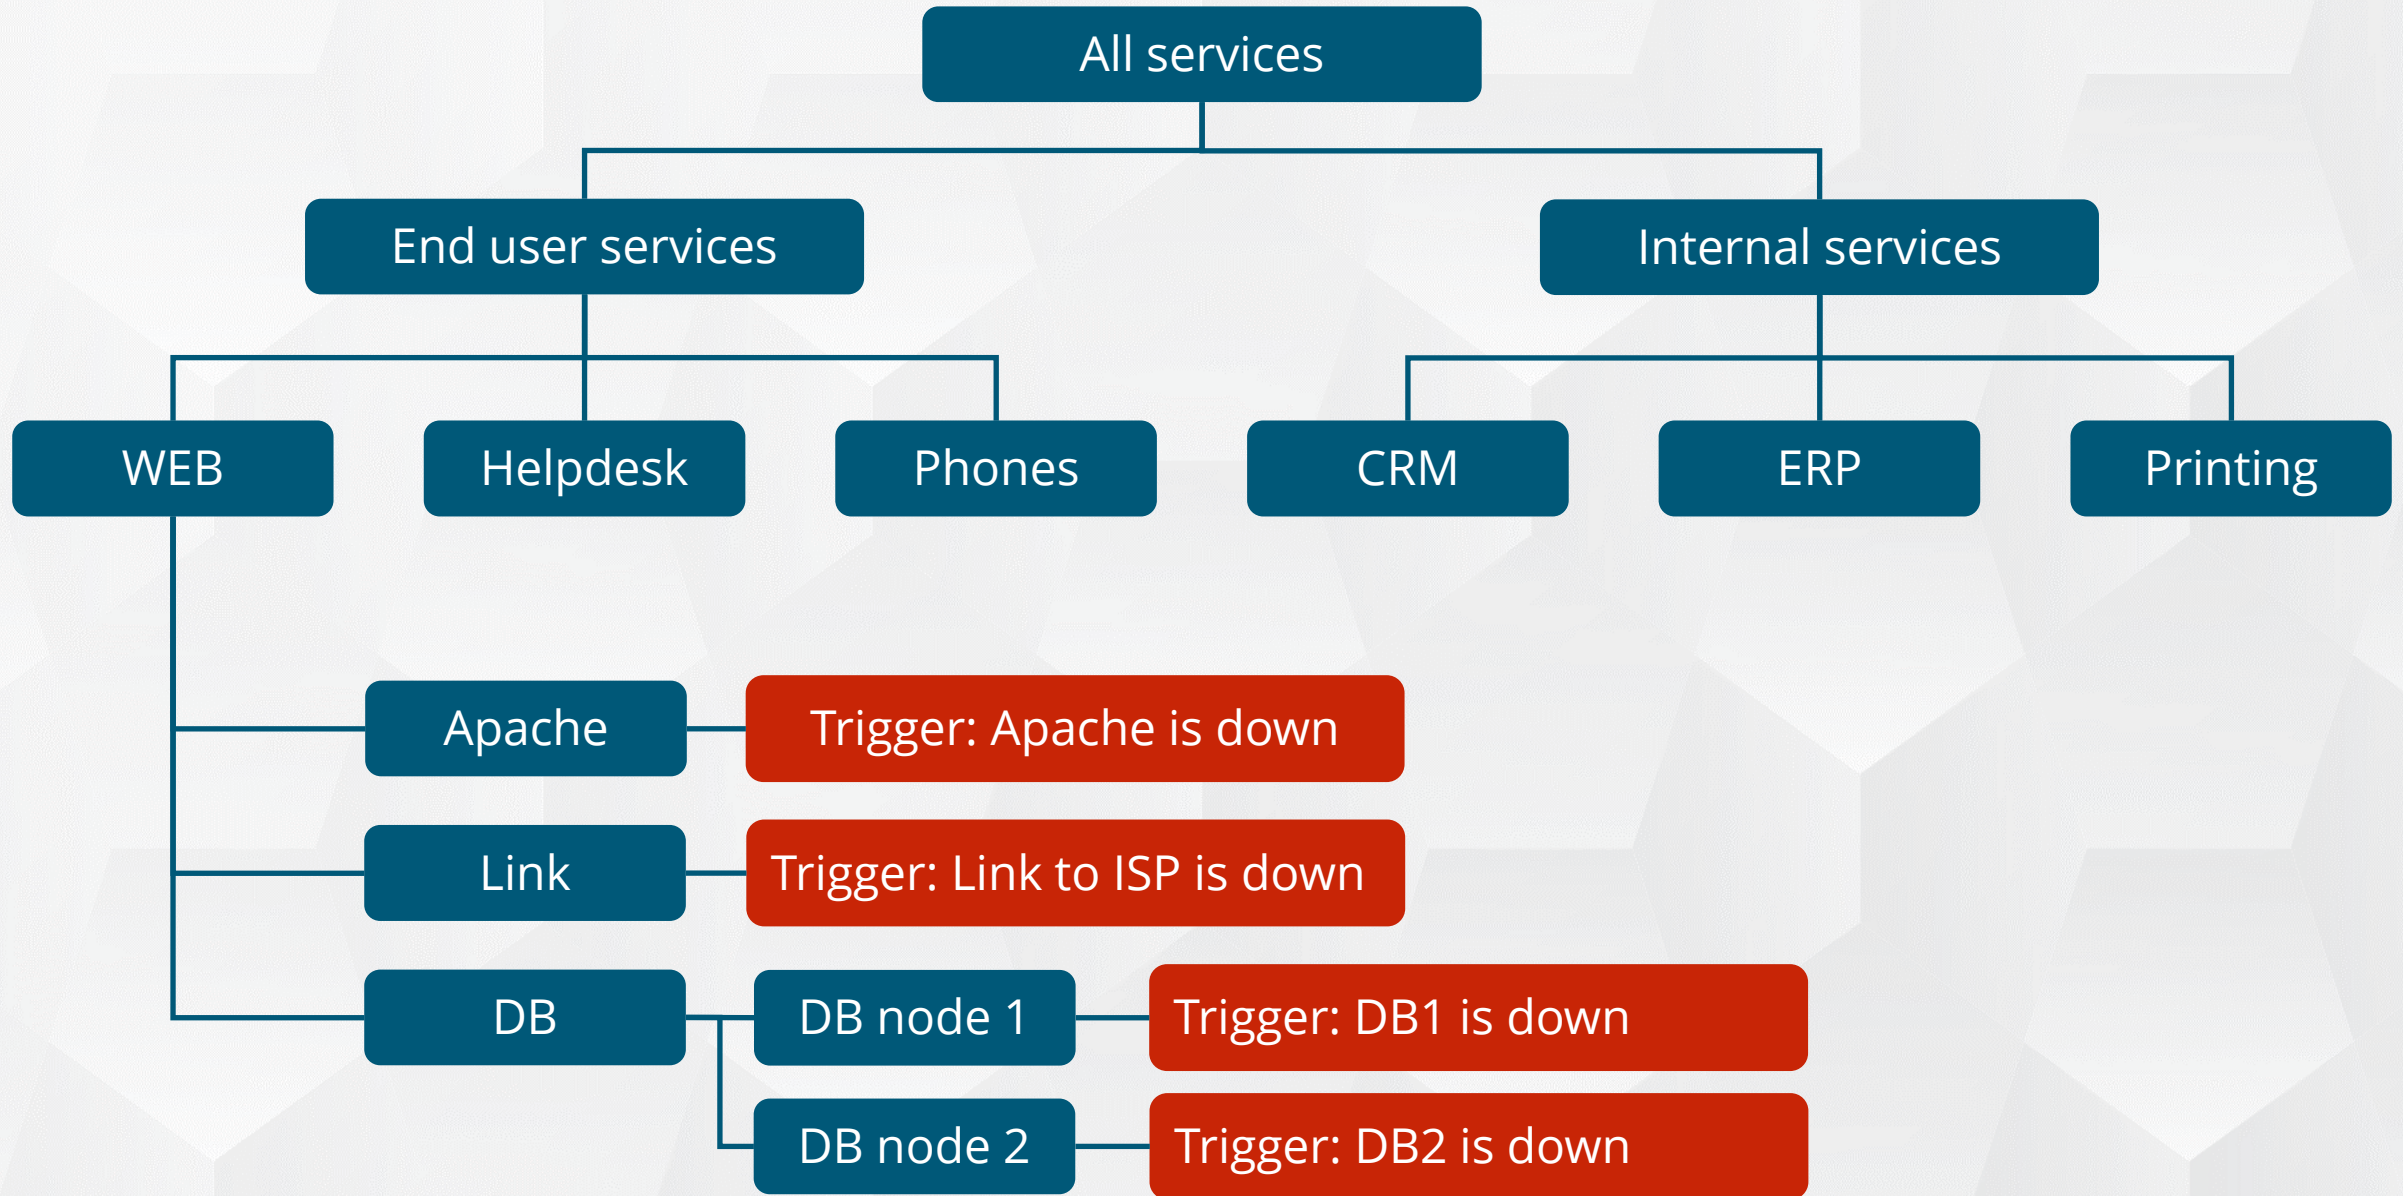 All services
End user services
Internal services
WEB
Helpdesk
Phones
CRM
ERP
Printing
Apache
Trigger: Apache is down
Link
Trigger: Link to ISP is down
DB
DB node 1
Trigger: DB1 is down
DB node 2
Trigger: DB2 is down